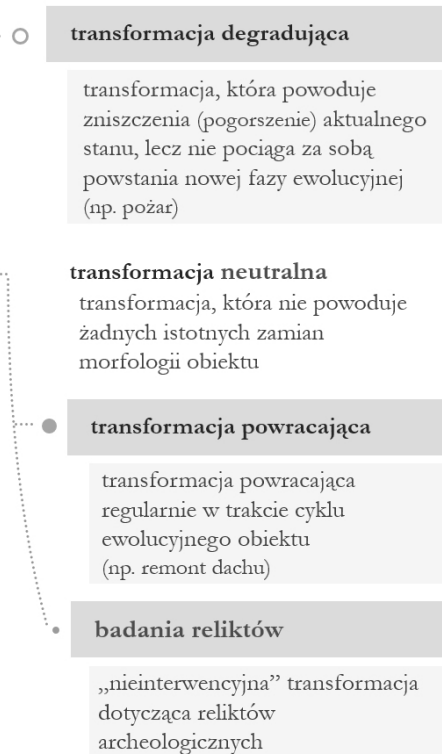 transformacja degradująca
transformacja, która powoduje
zniszczenia (pogorszenie) aktualnego
stanu, lecz nie pociąga za sobą
powstania nowej fazy ewolucyjnej
(np. pożar)
transformacja neutralna
transformacja, która nie powoduje
żadnych istotnych zamian
morfologii obiektu
transformacja powracająca
transformacja powracająca
regularnie w trakcie cyklu
ewolucyjnego obiektu
(np. remont dachu)
badania reliktów
„nieinterwencyjna” transformacja
dotycząca reliktów
archeologicznych